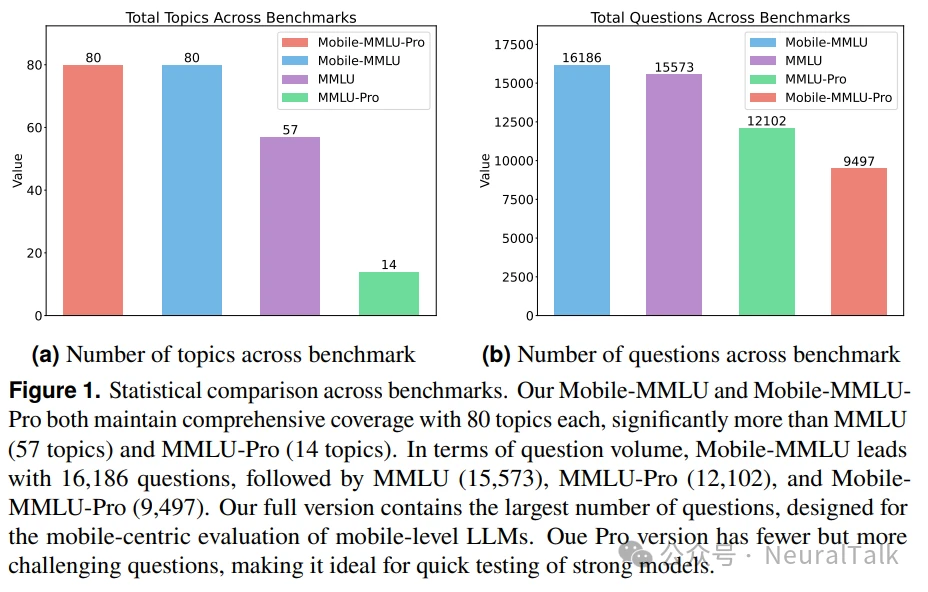 Total Topics Across Benchmarks
Value
80
60
40
20
0
80
80
57
14
Mobile-MMLU-Pro
Mobile-MMLU
MMLU
MMLU-Pro
Total Questions Across Benchmarks
Value
17500
15000
12500
10000
7500
5000
2500
0
16186
15573
12102
9497
Mobile-MMLU
MMLU
MMLU-Pro
Mobile-MMLU-Pro
(a) Number of topics across benchmark
(b) Number of questions across benchmark
Figure 1. Statistical comparison across benchmarks. Our Mobile-MMLU and Mobile-MMLU-
Pro both maintain comprehensive coverage with 80 topics each, significantly more than MMLU
(57 topics) and MMLU-Pro (14 topics). In terms of question volume, Mobile-MMLU leads
with 16,186 questions, followed by MMLU (15,573), MMLU-Pro (12,102), and Mobile-
MMLU-Pro (9,497). Our full version contains the largest number of questions, designed for
the mobile-centric evaluation of mobile-level LLMs. Oue Pro version has fewer but more
challenging questions, making it ideal for quick testing of strong models.
公众号 · NeuralTalk